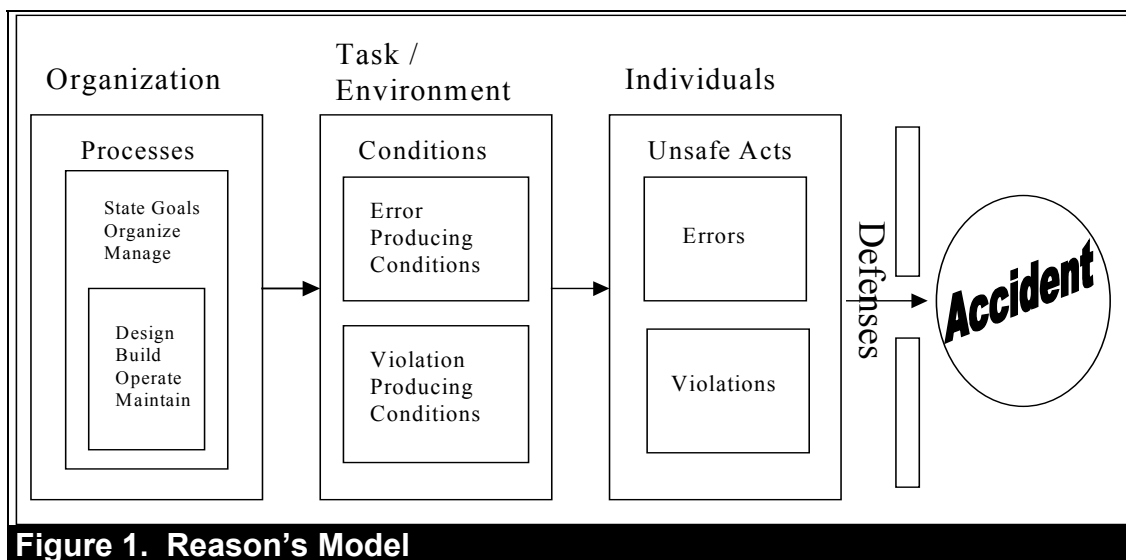 Organization
Processes
State Goals
Organize
Manage
Design
Build
Operate
Maintain
Task /
Environment
Conditions
Error
Producing
Conditions
Violation
Producing
Conditions
Individuals
Unsafe Acts
Errors
Violations
Defenses
Accident
Figure 1. Reason's Model